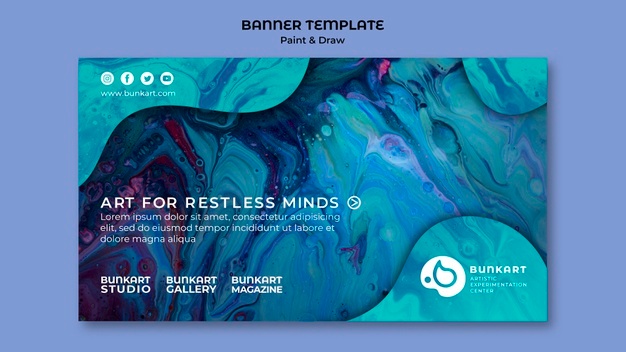 BANNER TEMPLATE
Paint & Draw
www.bunkart.com
ART FOR RESTLESS MINDS
Lorem ipsum dolor sit amet, consectetur adipisicing
elit, sed do eiusmod tempor incididunt ut labore et
dolore magna aliqua
BUNKART
STUDIO
BUNKART
GALLERY
BUNKART
MAGAZINE
BUNKART
ARTISTIC
EXPERIMENTATION
CENTER